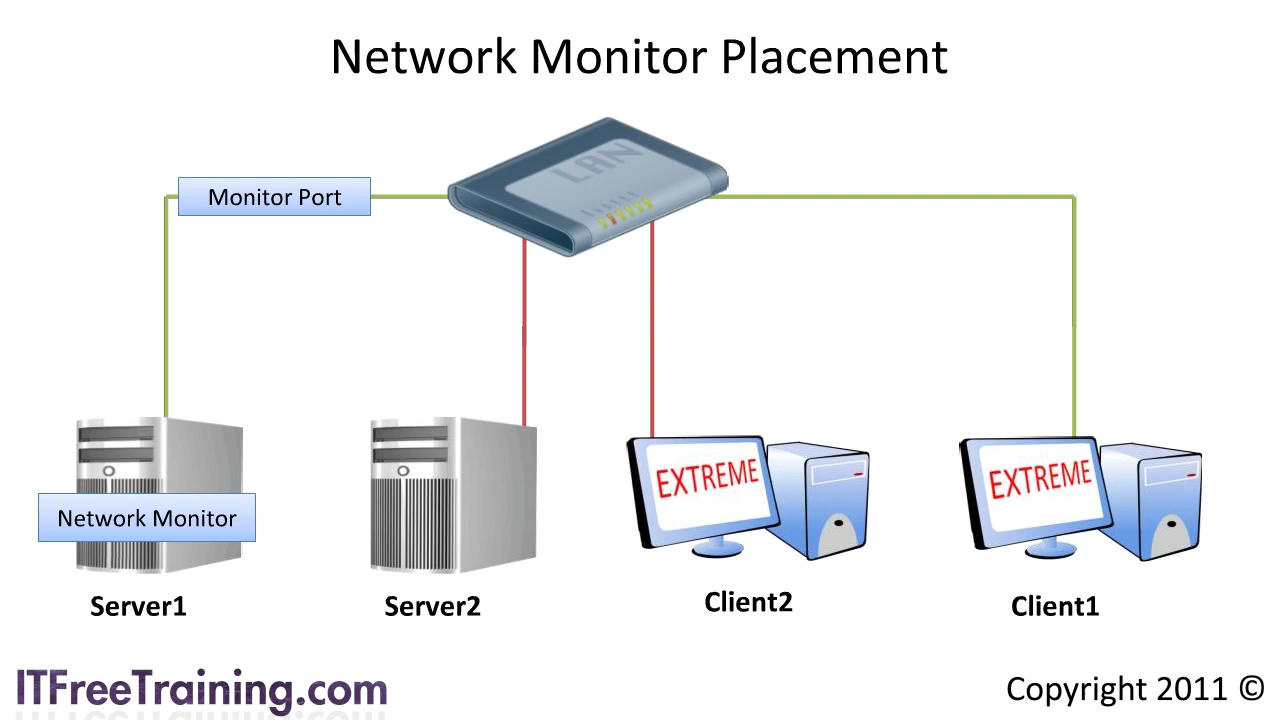 Network Monitor Placement
LAN
Monitor Port
EXTREME
EXTREME
Network Monitor
Server1
Server2
Client2
Client1
ITFreeTraining.com
Copyright 2011 ©